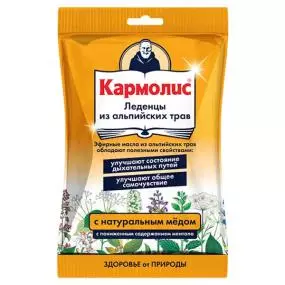 Кармолис®
Леденцы
из альпийских трав
Эфирные масла из альпийских трав
обладают полезными свойствами:
улучшают состояние
дыхательных путей
улучшают общее
самочувствие
с натуральным мёдом
с пониженным содержанием ментола
ЗДОРОВЬЕ от ПРИРОДЫ